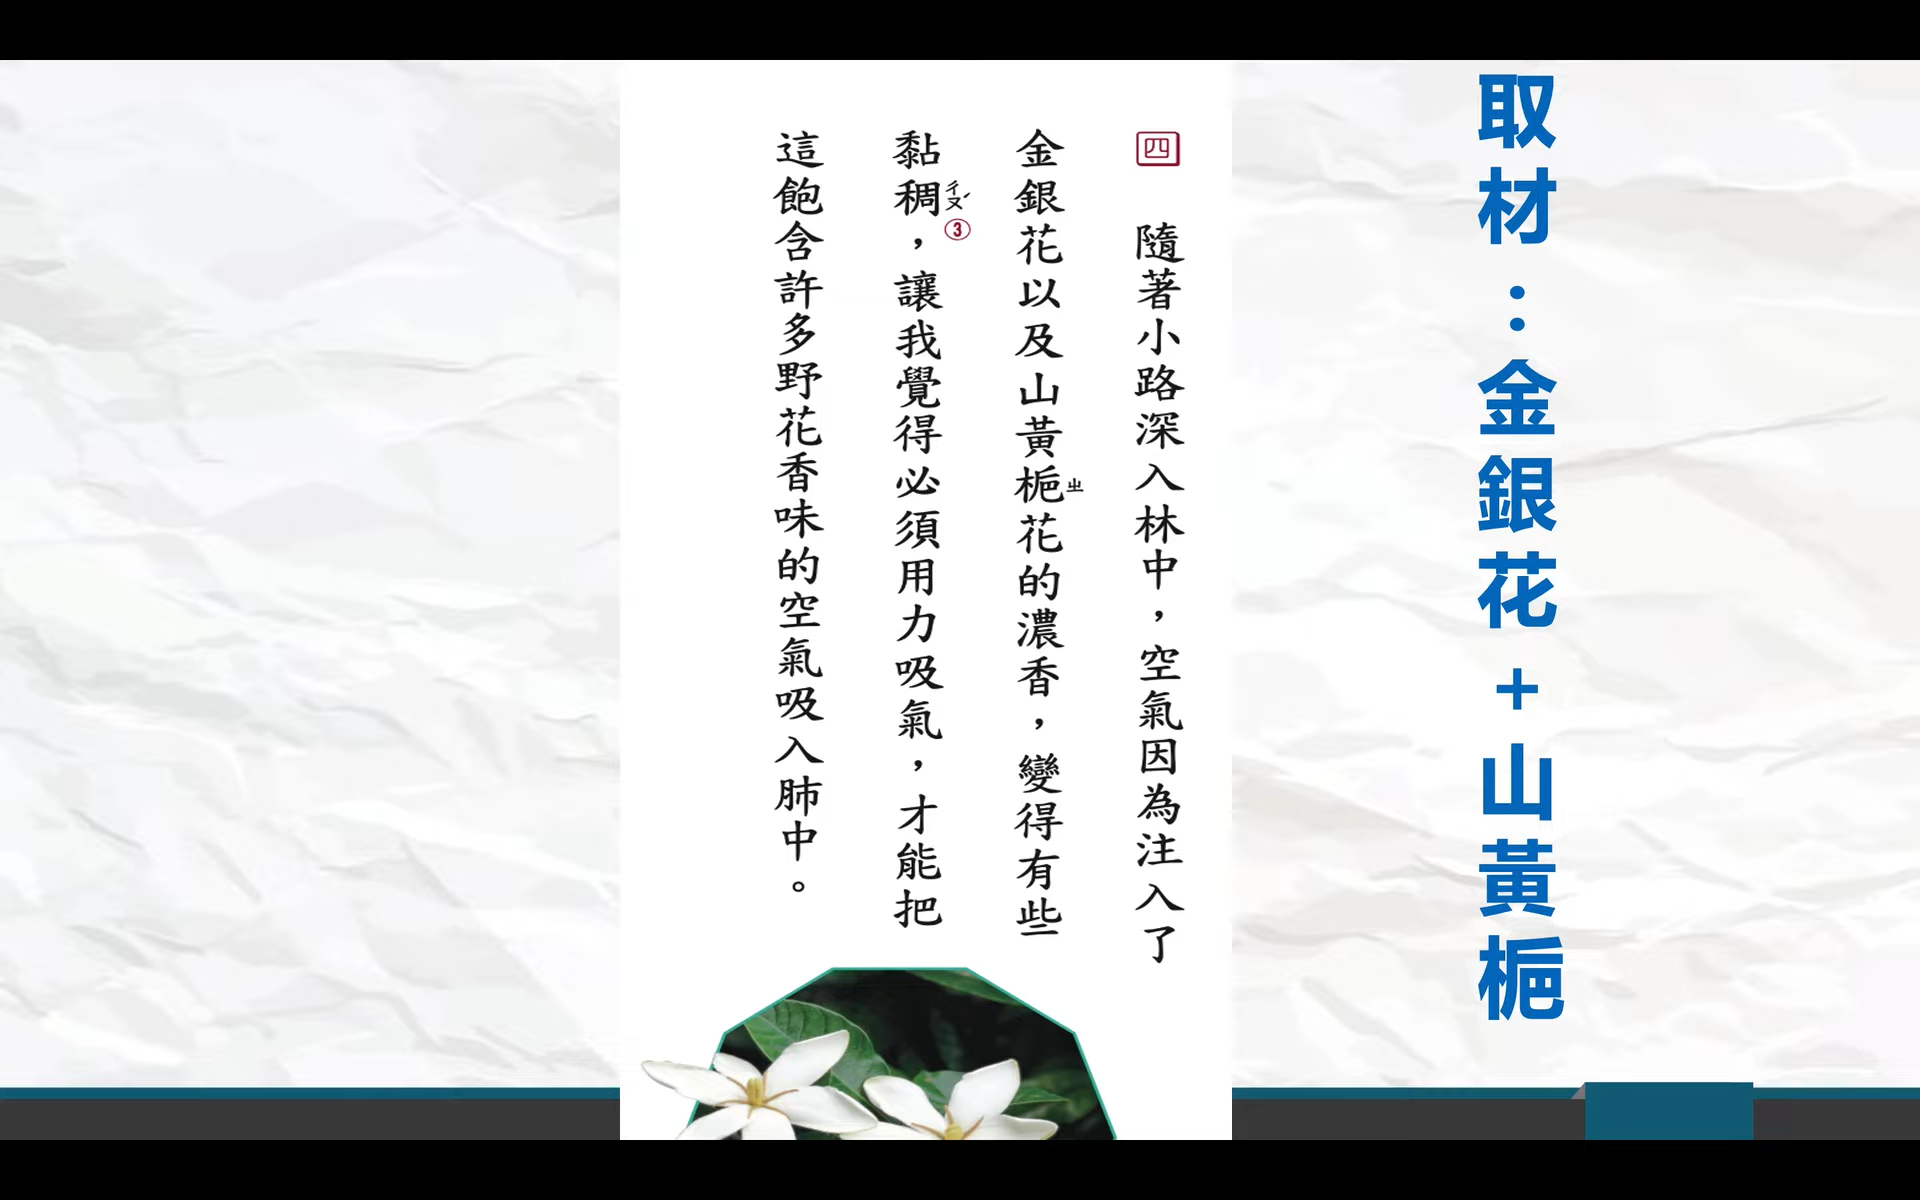 取材：金銀花+山黃梔
四　隨著小路深入林中，空氣因為注入了
金銀花以及山黃梔ㄓ花的濃香，變得有些
黏稠ㄔㄡˊ③，讓我覺得必須用力吸氣，才能把
這飽含許多野花香味的空氣吸入肺中。